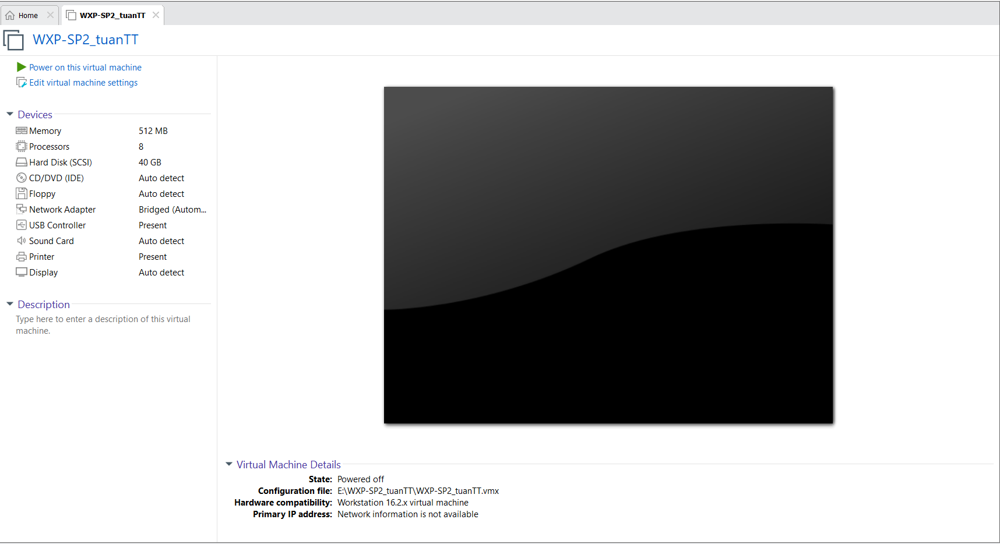 Home
WXP-SP2_tuanTT
WXP-SP2_tuanTT
Power on this virtual machine
Edit virtual machine settings
Devices
Memory 512 MB
Processors 8
Hard Disk (SCSI) 40 GB
CD/DVD (IDE) Auto detect
Floppy Auto detect
Network Adapter Bridged (Autom...
USB Controller Present
Sound Card Auto detect
Printer Present
Display Auto detect
Description
Type here to enter a description of this virtual
machine.
Virtual Machine Details
State: Powered off
Configuration file: E:\WXP-SP2_tuanTT\WXP-SP2_tuanTT.vmx
Hardware compatibility: Workstation 16.2.x virtual machine
Primary IP address: Network information is not available